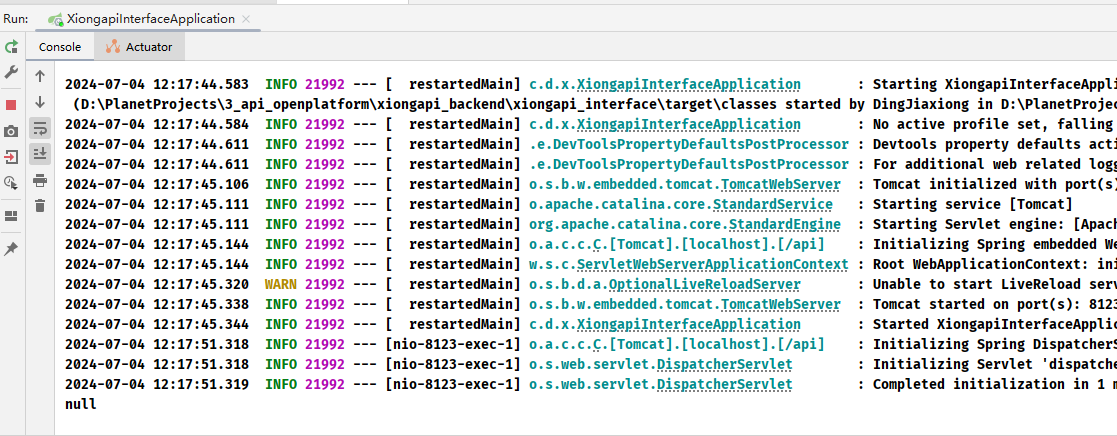 Run: XiongapiInterfaceApplication ×
Console Actuator
2024-07-04 12:17:44.583 INFO 21992 --- [ restartedMain] c.d.x.XiongapiInterfaceApplication : Starting XiongapiInterfaceAppli
(D:\PlanetProjects\3_api_openplatform\xiongapi_backend\xiongapi_interface\target\classes started by DingJiaxiong in D:\PlanetProjec
2024-07-04 12:17:44.584 INFO 21992 --- [ restartedMain] c.d.x.XiongapiInterfaceApplication : No active profile set, falling
2024-07-04 12:17:44.611 INFO 21992 --- [ restartedMain] .e.DevToolsPropertyDefaultsPostProcessor : Devtools property defaults acti
2024-07-04 12:17:44.611 INFO 21992 --- [ restartedMain] .e.DevToolsPropertyDefaultsPostProcessor : For additional web related logg
2024-07-04 12:17:45.106 INFO 21992 --- [ restartedMain] o.s.b.w.embedded.tomcat.TomcatWebServer : Tomcat initialized with port(s)
2024-07-04 12:17:45.111 INFO 21992 --- [ restartedMain] o.apache.catalina.core.StandardService : Starting service [Tomcat]
2024-07-04 12:17:45.111 INFO 21992 --- [ restartedMain] org.apache.catalina.core.StandardEngine : Starting Servlet engine: [Apac
2024-07-04 12:17:45.144 INFO 21992 --- [ restartedMain] o.a.c.c.C.[Tomcat].[localhost].[/api] : Initializing Spring embedded We
2024-07-04 12:17:45.144 INFO 21992 --- [ restartedMain] w.s.c.ServletWebServerApplicationContext : Root WebApplicationContext: ini
2024-07-04 12:17:45.320 WARN 21992 --- [ restartedMain] o.s.b.d.a.OptionalLiveReloadServer : Unable to start LiveReload serv
2024-07-04 12:17:45.338 INFO 21992 --- [ restartedMain] o.s.b.w.embedded.tomcat.TomcatWebServer : Tomcat started on port(s): 8123
2024-07-04 12:17:45.344 INFO 21992 --- [ restartedMain] c.d.x.XiongapiInterfaceApplication : Started XiongapiInterfaceApplic
2024-07-04 12:17:51.318 INFO 21992 --- [nio-8123-exec-1] o.a.c.c.C.[Tomcat].[localhost].[/api] : Initializing Spring DispatcherS
2024-07-04 12:17:51.318 INFO 21992 --- [nio-8123-exec-1] o.s.web.servlet.DispatcherServlet : Initializing Servlet 'dispatche
2024-07-04 12:17:51.319 INFO 21992 --- [nio-8123-exec-1] o.s.web.servlet.DispatcherServlet : Completed initialization in 1 m
null